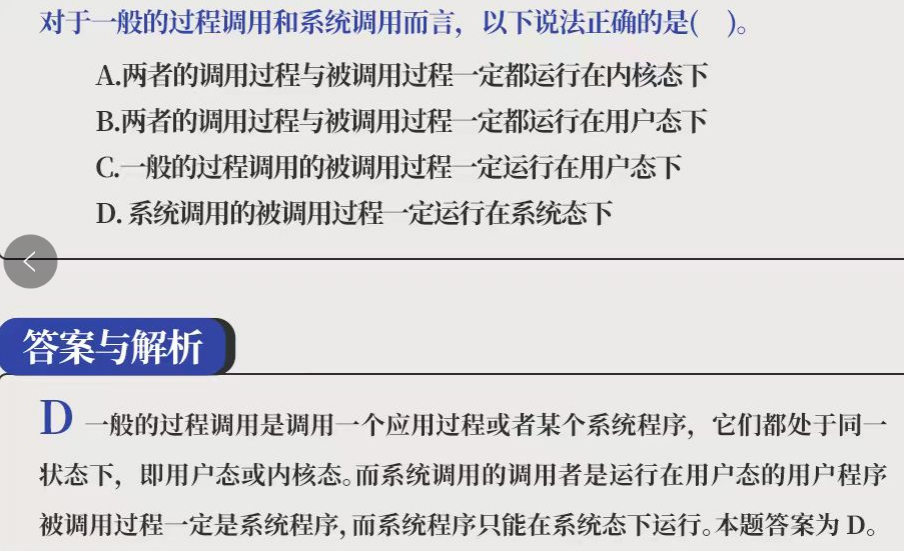 对于一般的过程调用和系统调用而言，以下说法正确的是(　)。
A.两者的调用过程与被调用过程一定都运行在内核态下
B.两者的调用过程与被调用过程一定都运行在用户态下
C.一般的过程调用的被调用过程一定运行在用户态下
D. 系统调用的被调用过程一定运行在系统态下
答案与解析
D 一般的过程调用是调用一个应用过程或者某个系统程序，它们都处于同一
状态下，即用户态或内核态。而系统调用的调用者是运行在用户态的用户程序
被调用过程一定是系统程序，而系统程序只能在系统态下运行。本题答案为 D。